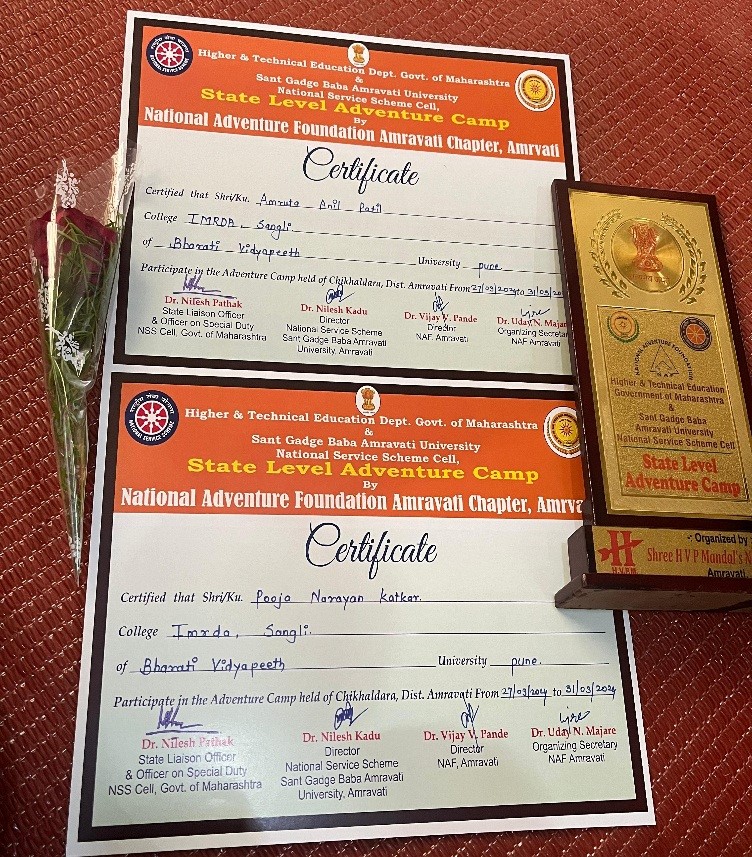 Higher & Technical Education Dept. Govt. of Maharashtra
&
Sant Gadge Baba Amravati University
National Service Scheme Cell,
State Level Adventure Camp
By
National Adventure Foundation Amravati Chapter, Amrvati
Certificate
Certified that Shri/Ku. Amruta Anil Patil
College IMRDA, Sangli.
of Bharati Vidyapeeth University pune
Participate in the Adventure Camp held of Chikhaldara, Dist. Amravati From 27/03/2024 to 31/03/20
Dr. Nilesh Pathak
State Liaison Officer
& Officer on Special Duty
NSS Cell, Govt. of Maharashtra
Dr. Nilesh Kadu
Director
National Service Scheme
Sant Gadge Baba Amravati
University, Amravati
Dr. Vijay V. Pande
Director
NAF, Amravati
Dr. Uday N. Majar
Organizing Secretar
NAF Amravati
Higher & Technical Education Dept. Govt. of Maharashtra
&
Sant Gadge Baba Amravati University
National Service Scheme Cell,
State Level Adventure Camp
By
National Adventure Foundation Amravati Chapter, Amrva
Certificate
Certified that Shri/Ku. Pooja Narayan Katkar.
College Imrda, Sangli.
of Bharati Vidyapeeth University pune.
Participate in the Adventure Camp held of Chikhaldara, Dist. Amravati From 27/03/2024 to 31/03/2024
Dr. Nilesh Pathak
State Liaison Officer
& Officer on Special Duty
NSS Cell, Govt. of Maharashtra
Dr. Nilesh Kadu
Director
National Service Scheme
Sant Gadge Baba Amravati
University, Amravati
Dr. Vijay V. Pande
Director
NAF, Amravati
Dr. Uday N. Majare
Organizing Secretary
NAF Amravati
NATIONAL ADVENTURE FOUNDATION
Higher & Technical Education
Government of Maharashtra
&
Sant Gadge Baba
Amravati University
National Service Scheme Cell
State Level
Adventure Camp
-: Organized by :
Shree H V P Mandal's N
Amravati
H.V.P.M